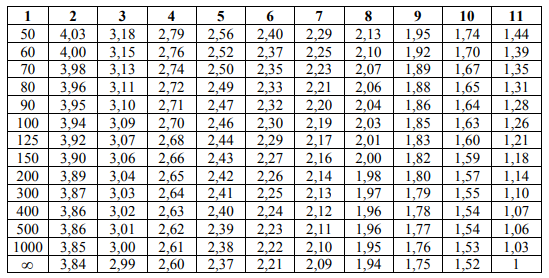 1 2 3 4 5 6 7 8 9 10 11
50 4,03 3,18 2,79 2,56 2,40 2,29 2,13 1,95 1,74 1,44
60 4,00 3,15 2,76 2,52 2,37 2,25 2,10 1,92 1,70 1,39
70 3,98 3,13 2,74 2,50 2,35 2,23 2,07 1,89 1,67 1,35
80 3,96 3,11 2,72 2,49 2,33 2,21 2,06 1,88 1,65 1,31
90 3,95 3,10 2,71 2,47 2,32 2,20 2,04 1,86 1,64 1,28
100 3,94 3,09 2,70 2,46 2,30 2,19 2,03 1,85 1,63 1,26
125 3,92 3,07 2,68 2,44 2,29 2,17 2,01 1,83 1,60 1,21
150 3,90 3,06 2,66 2,43 2,27 2,16 2,00 1,82 1,59 1,18
200 3,89 3,04 2,65 2,42 2,26 2,14 1,98 1,80 1,57 1,14
300 3,87 3,03 2,64 2,41 2,25 2,13 1,97 1,79 1,55 1,10
400 3,86 3,02 2,63 2,40 2,24 2,12 1,96 1,78 1,54 1,07
500 3,86 3,01 2,62 2,39 2,23 2,11 1,96 1,77 1,54 1,06
1000 3,85 3,00 2,61 2,38 2,22 2,10 1,95 1,76 1,53 1,03
∞ 3,84 2,99 2,60 2,37 2,21 2,09 1,94 1,75 1,52 1